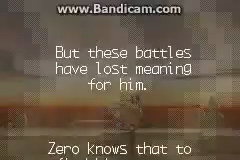 www.Bandicam.com
But these battles
have lost meaning
for him.
Zero knows that to